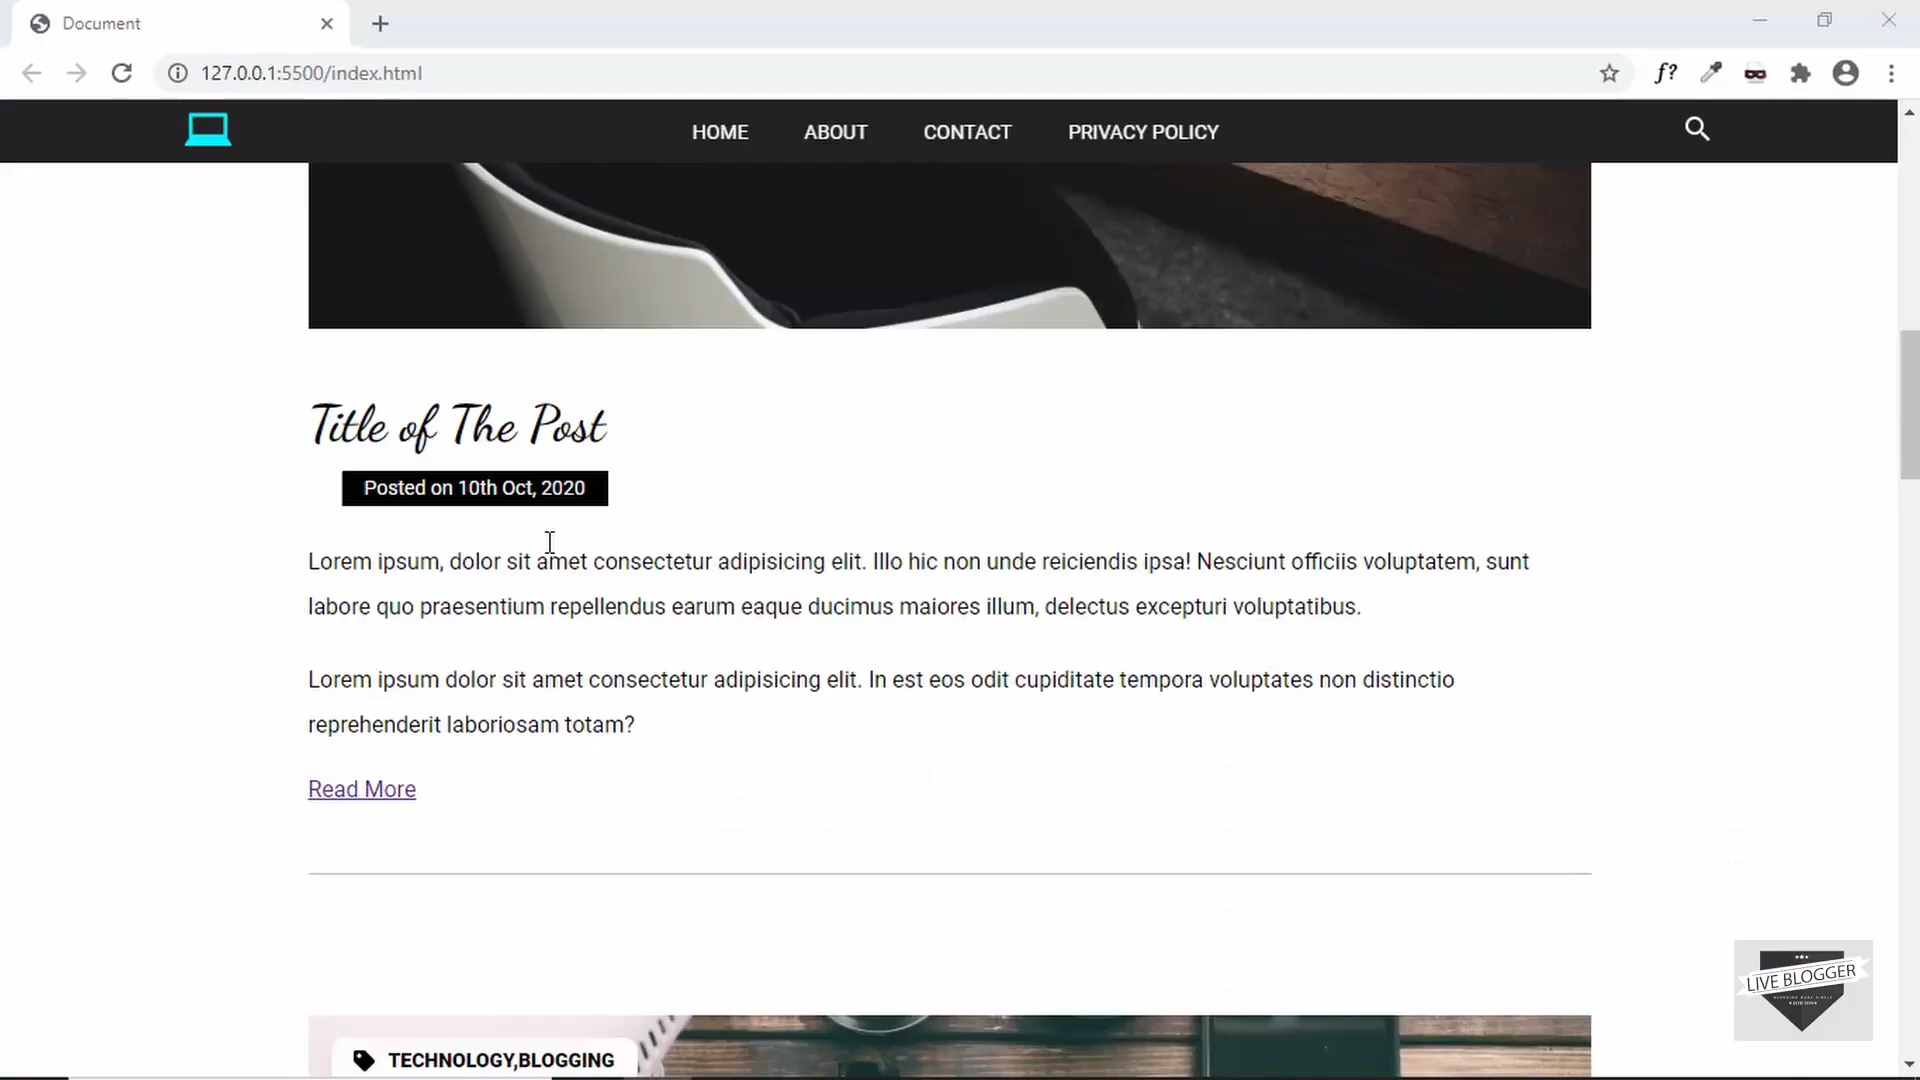 Document
127.0.0.1:5500/index.html
f?
HOME ABOUT CONTACT PRIVACY POLICY
Title of The Post
Posted on 10th Oct, 2020
Lorem ipsum, dolor sit amet consectetur adipisicing elit. Illo hic non unde reiciendis ipsa! Nesciunt officiis voluptatem, sunt
labore quo praesentium repellendus earum eaque ducimus maiores illum, delectus excepturi voluptatibus.
Lorem ipsum dolor sit amet consectetur adipisicing elit. In est eos odit cupiditate tempora voluptates non distinctio
reprehenderit laboriosam totam?
Read More
LIVE BLOGGER
TECHNOLOGY,BLOGGING